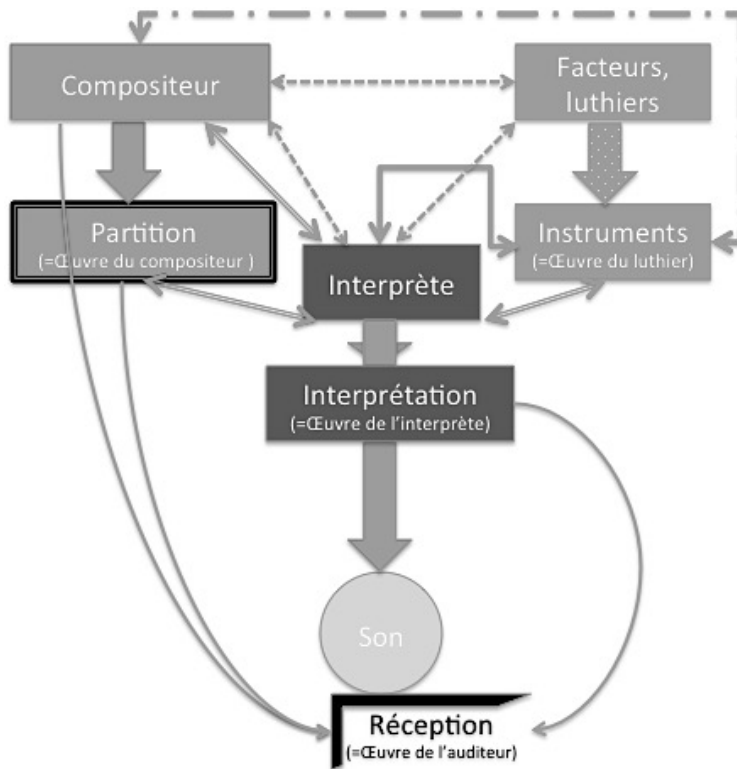 Compositeur
Facteurs,
luthiers
Partition
(=Œuvre du compositeur )
Instruments
(=Œuvre du luthier)
Interprète
Interprétation
(=Œuvre de l'interprète)
Son
Réception
(=Œuvre de l'auditeur)